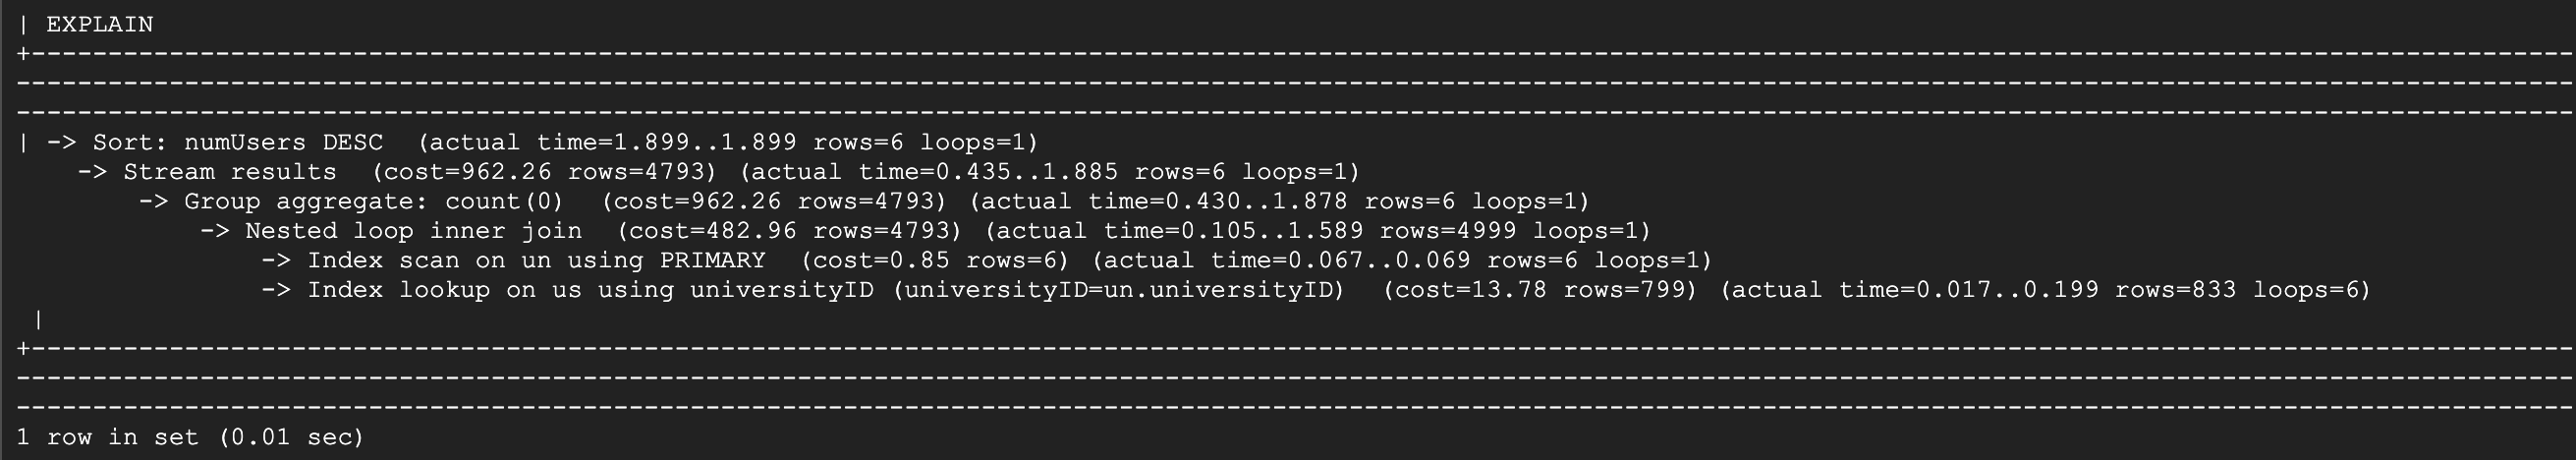 | EXPLAIN
+----------------------------------------------------------------------------------------------------------------------------------------------------------------------
-----------------------------------------------------------------------------------------------------------------------------------------------------------------------
-----------------------------------------------------------------------------------------------------------------------------------------------------------------------
| -> Sort: numUsers DESC  (actual time=1.899..1.899 rows=6 loops=1)
    -> Stream results  (cost=962.26 rows=4793) (actual time=0.435..1.885 rows=6 loops=1)
        -> Group aggregate: count(0)  (cost=962.26 rows=4793) (actual time=0.430..1.878 rows=6 loops=1)
            -> Nested loop inner join  (cost=482.96 rows=4793) (actual time=0.105..1.589 rows=4999 loops=1)
                -> Index scan on un using PRIMARY  (cost=0.85 rows=6) (actual time=0.067..0.069 rows=6 loops=1)
                -> Index lookup on us using universityID (universityID=un.universityID)  (cost=13.78 rows=799) (actual time=0.017..0.199 rows=833 loops=6)
 |
+----------------------------------------------------------------------------------------------------------------------------------------------------------------------
-----------------------------------------------------------------------------------------------------------------------------------------------------------------------
-----------------------------------------------------------------------------------------------------------------------------------------------------------------------
1 row in set (0.01 sec)